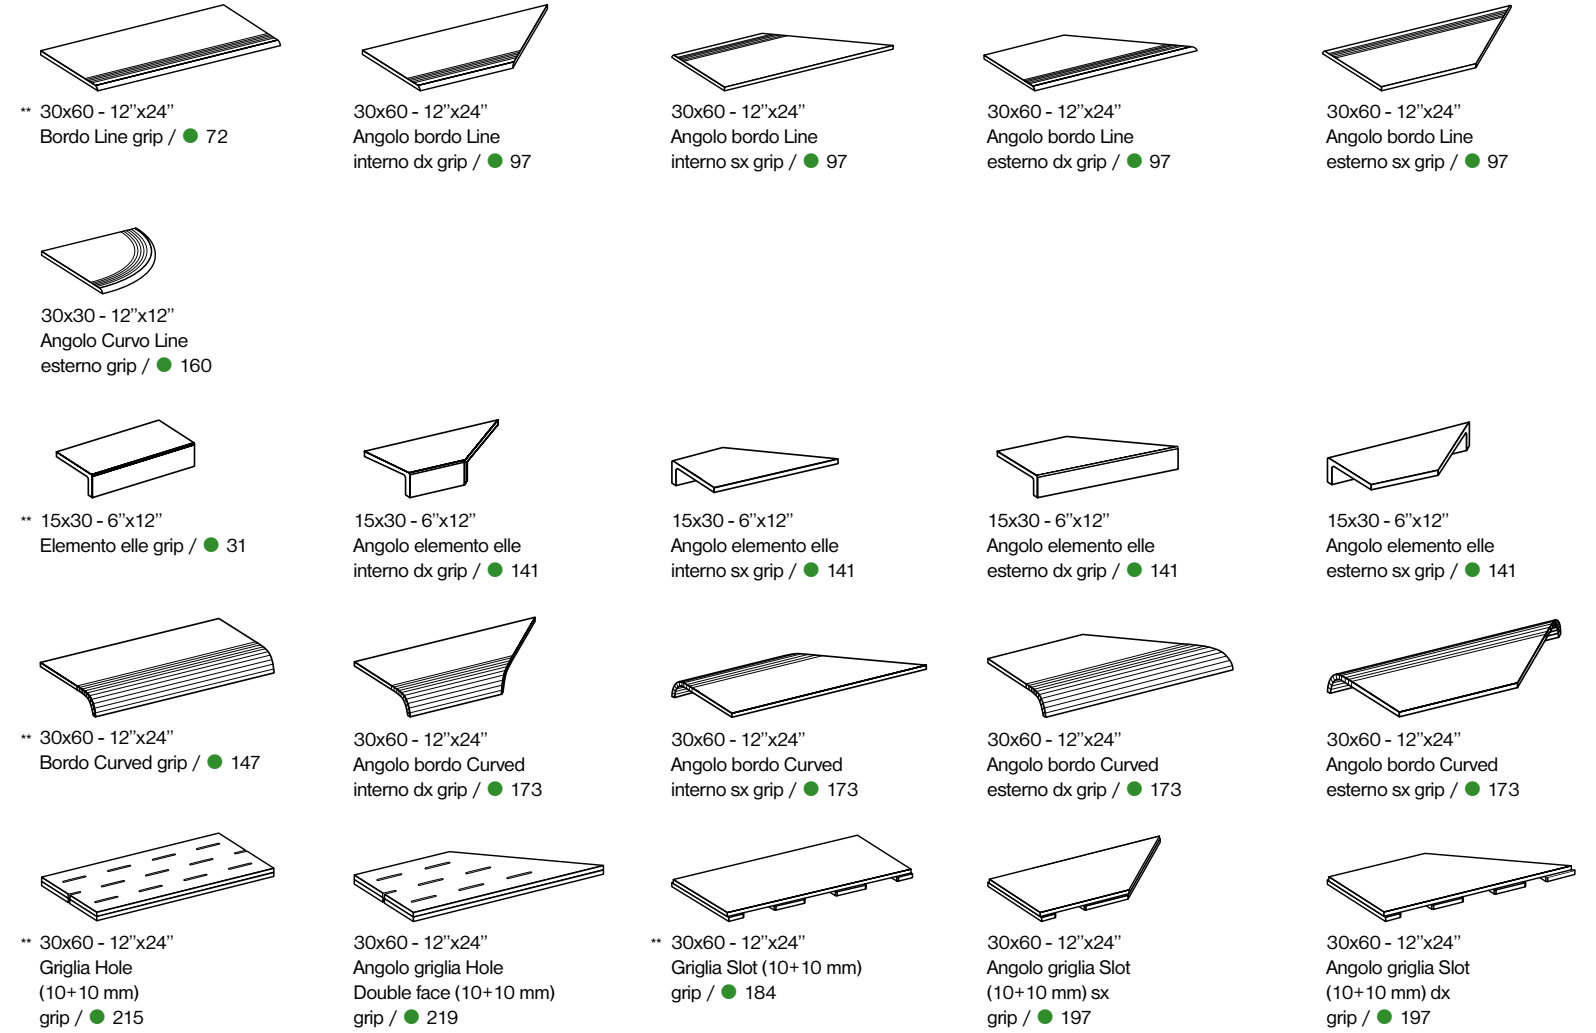 ** 30x60 - 12”x24”
Bordo Line grip / ● 72
30x60 - 12”x24”
Angolo bordo Line
interno dx grip / ● 97
30x60 - 12”x24”
Angolo bordo Line
interno sx grip / ● 97
30x60 - 12”x24”
Angolo bordo Line
esterno dx grip / ● 97
30x60 - 12”x24”
Angolo bordo Line
esterno sx grip / ● 97
30x30 - 12”x12”
Angolo Curvo Line
esterno grip / ● 160
** 15x30 - 6”x12”
Elemento elle grip / ● 31
15x30 - 6”x12”
Angolo elemento elle
interno dx grip / ● 141
15x30 - 6”x12”
Angolo elemento elle
interno sx grip / ● 141
15x30 - 6”x12”
Angolo elemento elle
esterno dx grip / ● 141
15x30 - 6”x12”
Angolo elemento elle
esterno sx grip / ● 141
** 30x60 - 12”x24”
Bordo Curved grip / ● 147
30x60 - 12”x24”
Angolo bordo Curved
interno dx grip / ● 173
30x60 - 12”x24”
Angolo bordo Curved
interno sx grip / ● 173
30x60 - 12”x24”
Angolo bordo Curved
esterno dx grip / ● 173
30x60 - 12”x24”
Angolo bordo Curved
esterno sx grip / ● 173
** 30x60 - 12”x24”
Griglia Hole
(10+10 mm)
grip / ● 215
30x60 - 12”x24”
Angolo griglia Hole
Double face (10+10 mm)
grip / ● 219
** 30x60 - 12”x24”
Griglia Slot (10+10 mm)
grip / ● 184
30x60 - 12”x24”
Angolo griglia Slot
(10+10 mm) sx
grip / ● 197
30x60 - 12”x24”
Angolo griglia Slot
(10+10 mm) dx
grip / ● 197